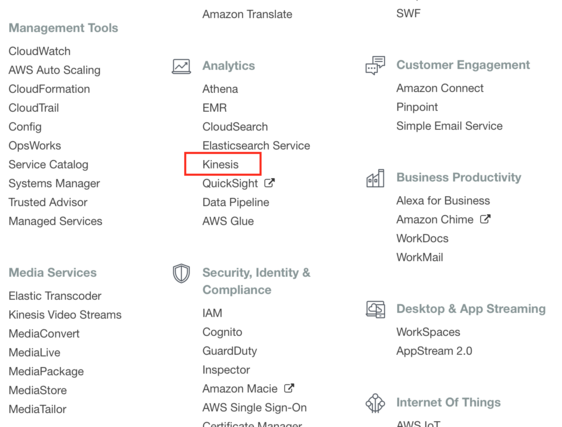 Management Tools
CloudWatch
AWS Auto Scaling
CloudFormation
CloudTrail
Config
OpsWorks
Service Catalog
Systems Manager
Trusted Advisor
Managed Services
Media Services
Elastic Transcoder
Kinesis Video Streams
MediaConvert
MediaLive
MediaPackage
MediaStore
MediaTailor
Amazon Translate
Analytics
Athena
EMR
CloudSearch
Elasticsearch Service
Kinesis
QuickSight
Data Pipeline
AWS Glue
Security, Identity &
Compliance
IAM
Cognito
GuardDuty
Inspector
Amazon Macie
AWS Single Sign-On
Certificate Manager
SWF
Customer Engagement
Amazon Connect
Pinpoint
Simple Email Service
Business Productivity
Alexa for Business
Amazon Chime
WorkDocs
WorkMail
Desktop & App Streaming
WorkSpaces
AppStream 2.0
Internet Of Things
AWS IoT